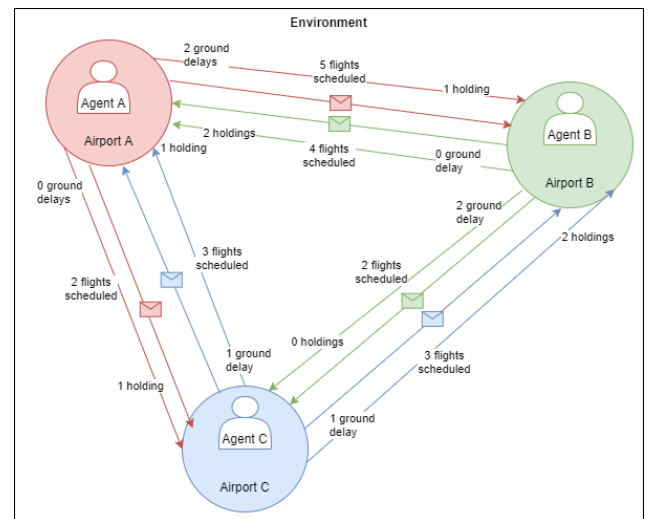 Environment
2 ground
delays
5 flights
scheduled
1 holding
Agent A
Airport A
Agent B
Airport B
2 holdings
1 holding
4 flights
scheduled
0 ground
delay
0 ground
delays
2 ground
delay
2 holdings
3 flights
scheduled
2 flights
scheduled
2 flights
scheduled
0 holdings
3 flights
scheduled
1 ground
delay
1 holding
1 ground
delay
Agent C
Airport C